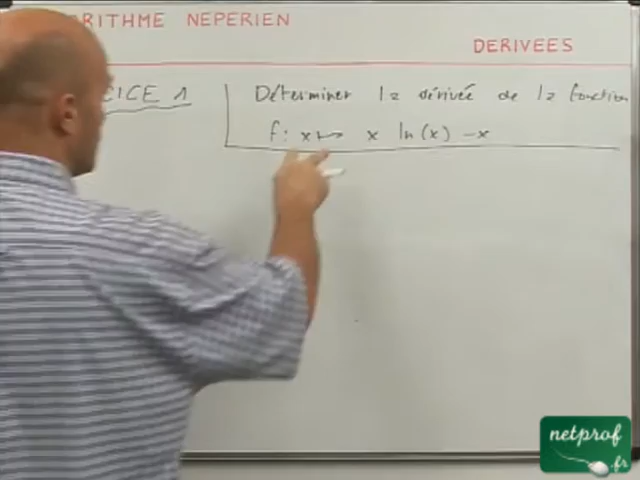 RITHME NEPERIEN
DERIVEES
CICE 1
Déterminer la dérivée de la fonction
f: x ↦ x ln(x) - x
netprof
.fr